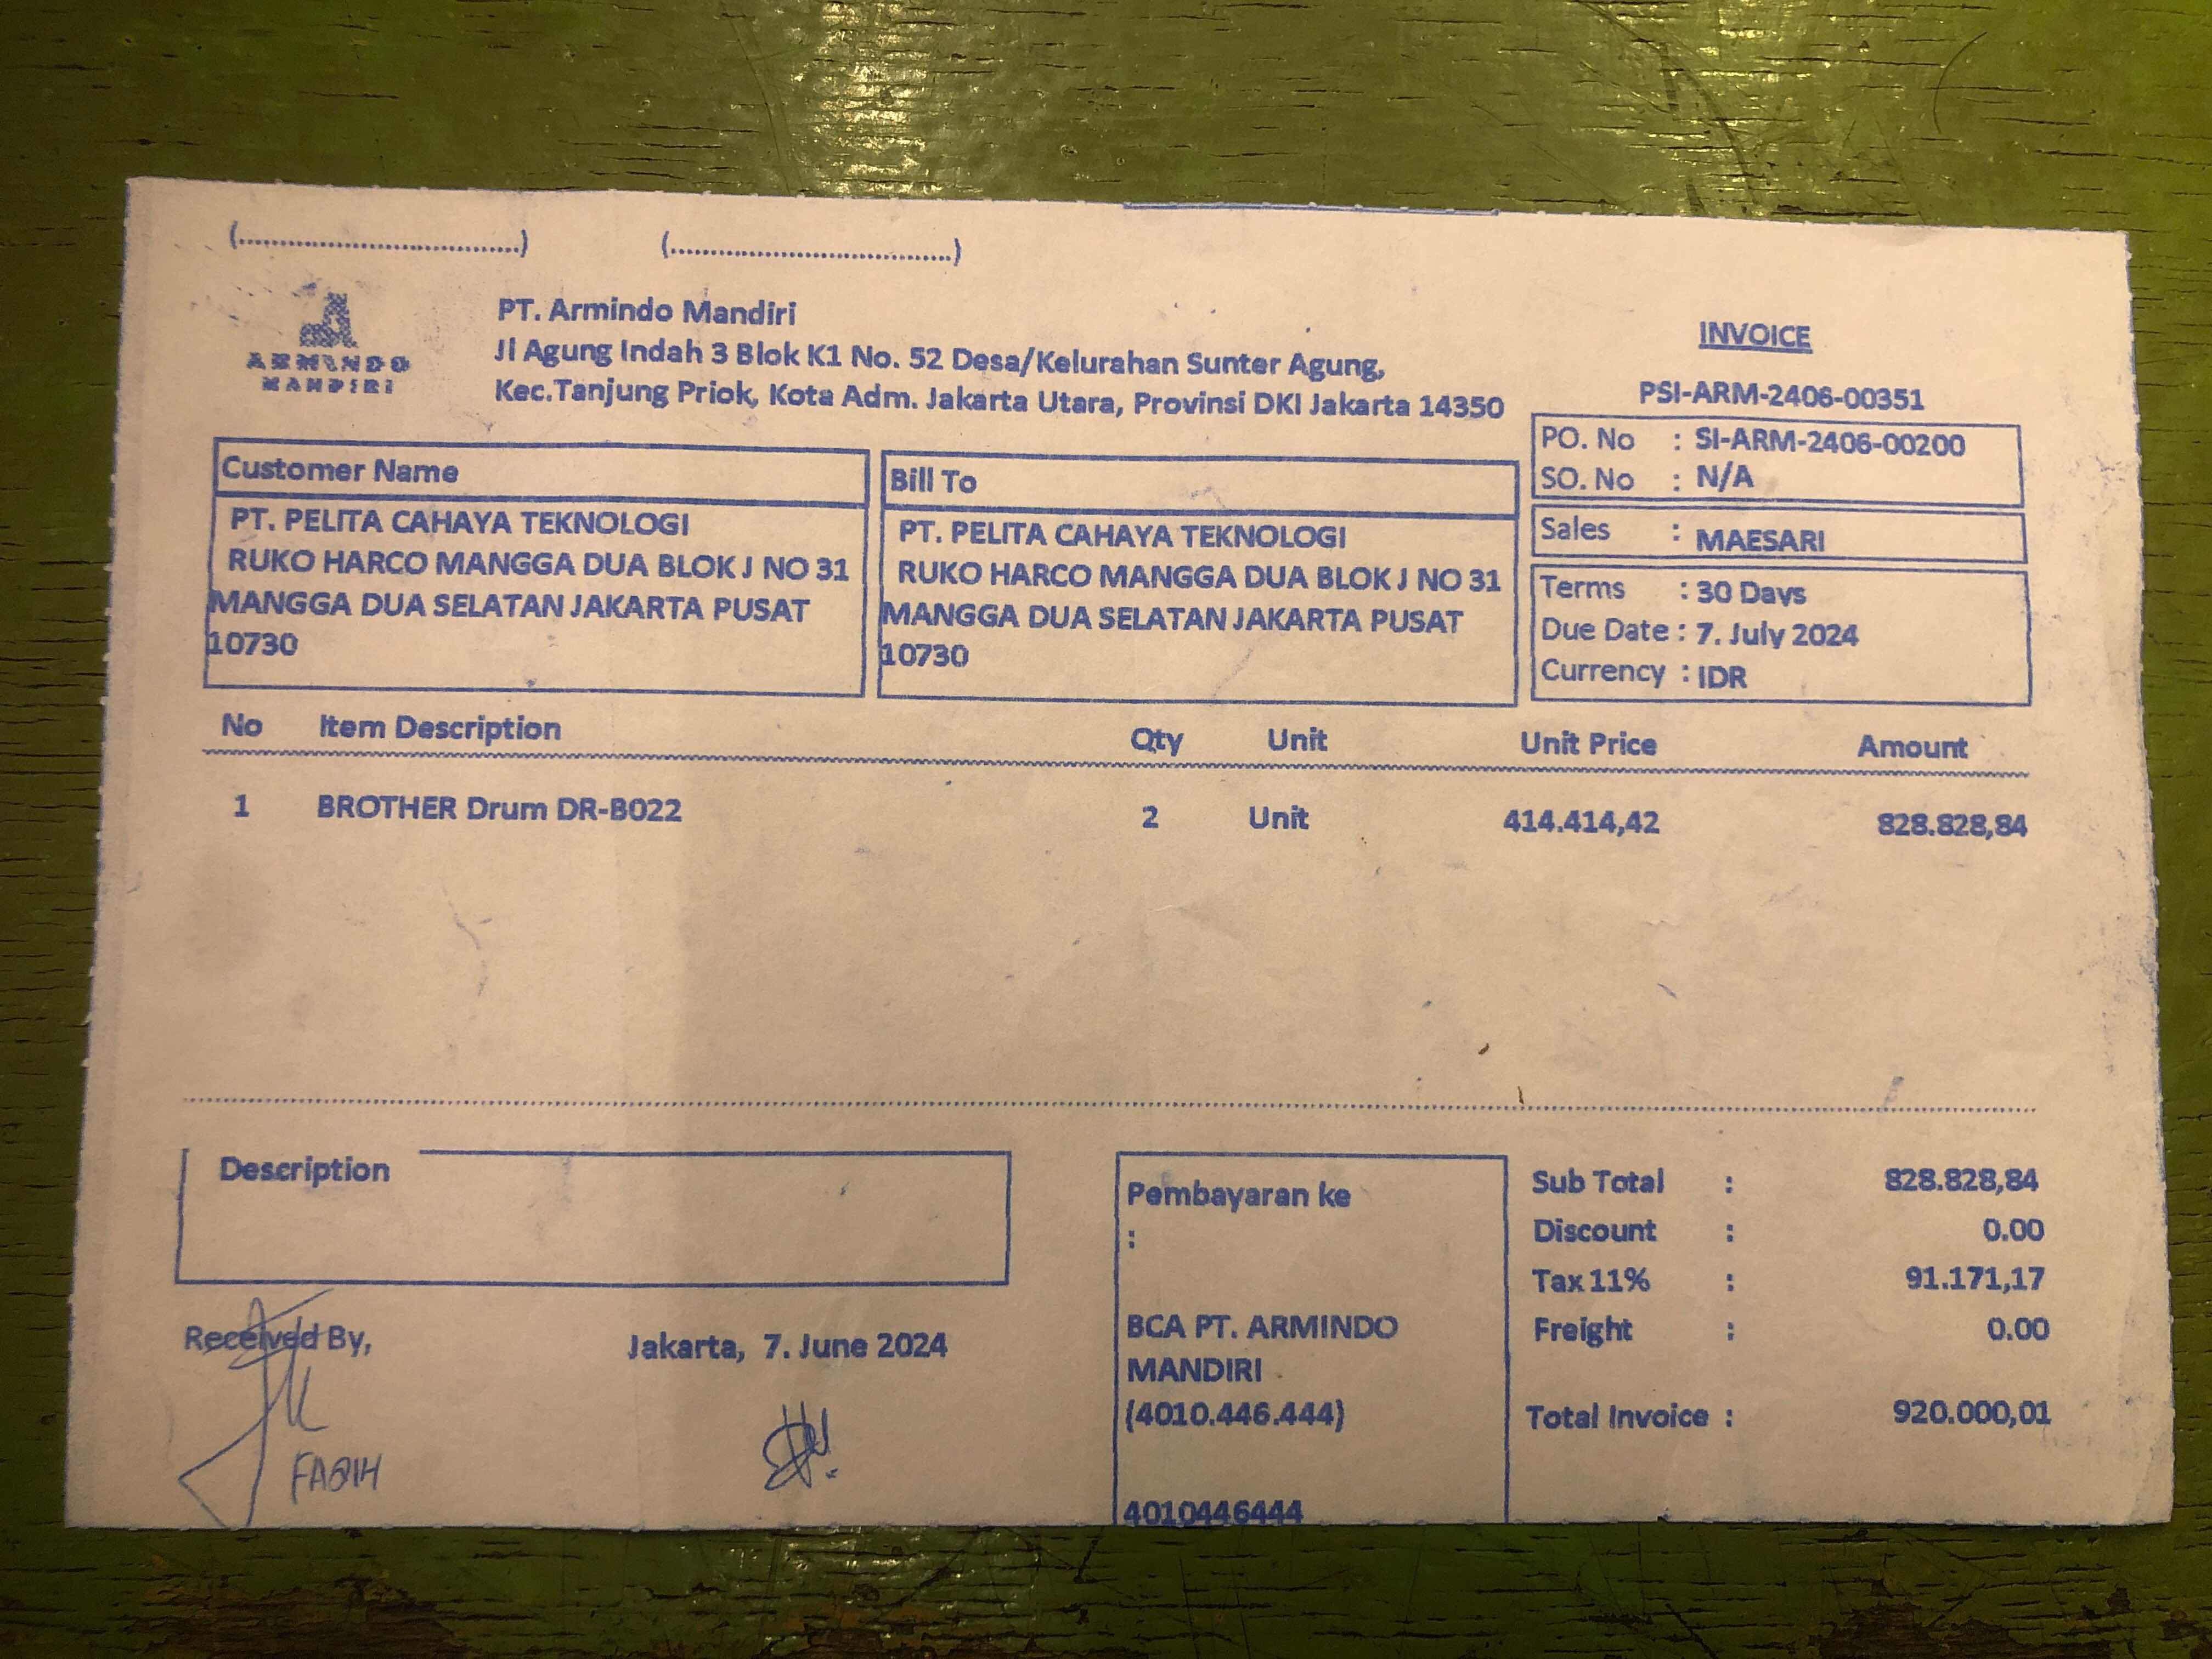 (..................................) (..................................)
ARMINDO
MANDIRI
PT. Armindo Mandiri
Jl Agung Indah 3 Blok K1 No. 52 Desa/Kelurahan Sunter Agung,
Kec.Tanjung Priok, Kota Adm. Jakarta Utara, Provinsi DKI Jakarta 14350
INVOICE
PSI-ARM-2406-00351
PO. No : SI-ARM-2406-00200
SO. No : N/A
Sales : MAESARI
Terms : 30 Days
Due Date : 7. July 2024
Currency : IDR
Customer Name
PT. PELITA CAHAYA TEKNOLOGI
RUKO HARCO MANGGA DUA BLOK J NO 31
MANGGA DUA SELATAN JAKARTA PUSAT
10730
Bill To
PT. PELITA CAHAYA TEKNOLOGI
RUKO HARCO MANGGA DUA BLOK J NO 31
MANGGA DUA SELATAN JAKARTA PUSAT
10730
No Item Description Qty Unit Unit Price Amount
1 BROTHER Drum DR-B022 2 Unit 414.414,42 828.828,84
Description
Received By,
FAQIH
Jakarta, 7. June 2024
Pembayaran ke
:
BCA PT. ARMINDO
MANDIRI
(4010.446.444)
4010446444
Sub Total : 828.828,84
Discount : 0.00
Tax 11% : 91.171,17
Freight : 0.00
Total Invoice : 920.000,01